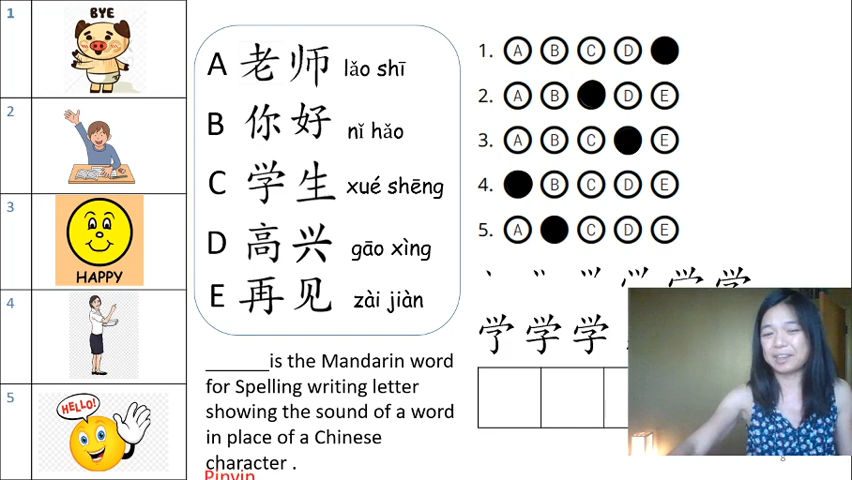 1
BYE
2
3
HAPPY
4
5
HELLO!
A 老师 lǎo shī
B 你好 nǐ hǎo
C 学生 xué shēng
D 高兴 gāo xìng
E 再见 zài jiàn
______is the Mandarin word
for Spelling writing letter
showing the sound of a word
in place of a Chinese
character .
Pinyin
1. A B C D
2. A B D E
3. A B C E
4. B C D E
5. A C D E
学 学
8